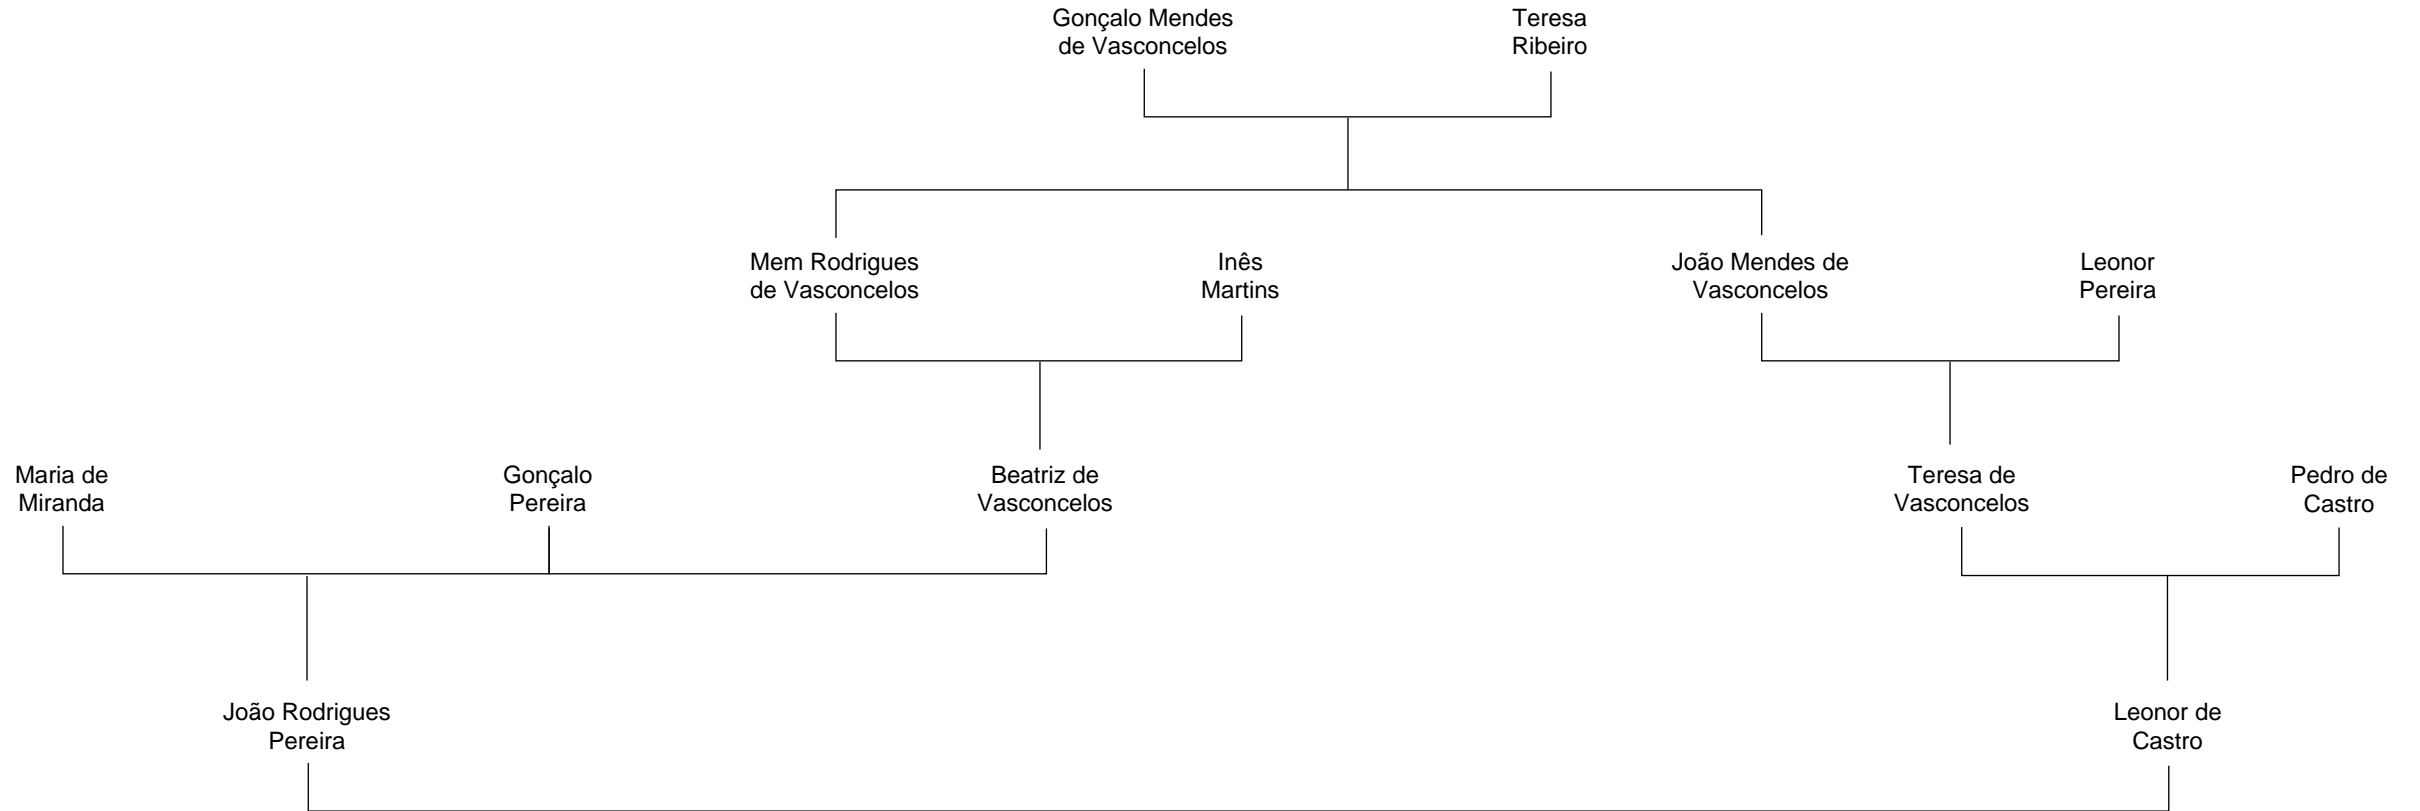 Gonçalo Mendes
de Vasconcelos
Teresa
Ribeiro
Mem Rodrigues
de Vasconcelos
Inês
Martins
João Mendes de
Vasconcelos
Leonor
Pereira
Maria de
Miranda
Gonçalo
Pereira
Beatriz de
Vasconcelos
Teresa de
Vasconcelos
Pedro de
Castro
João Rodrigues
Pereira
Leonor de
Castro